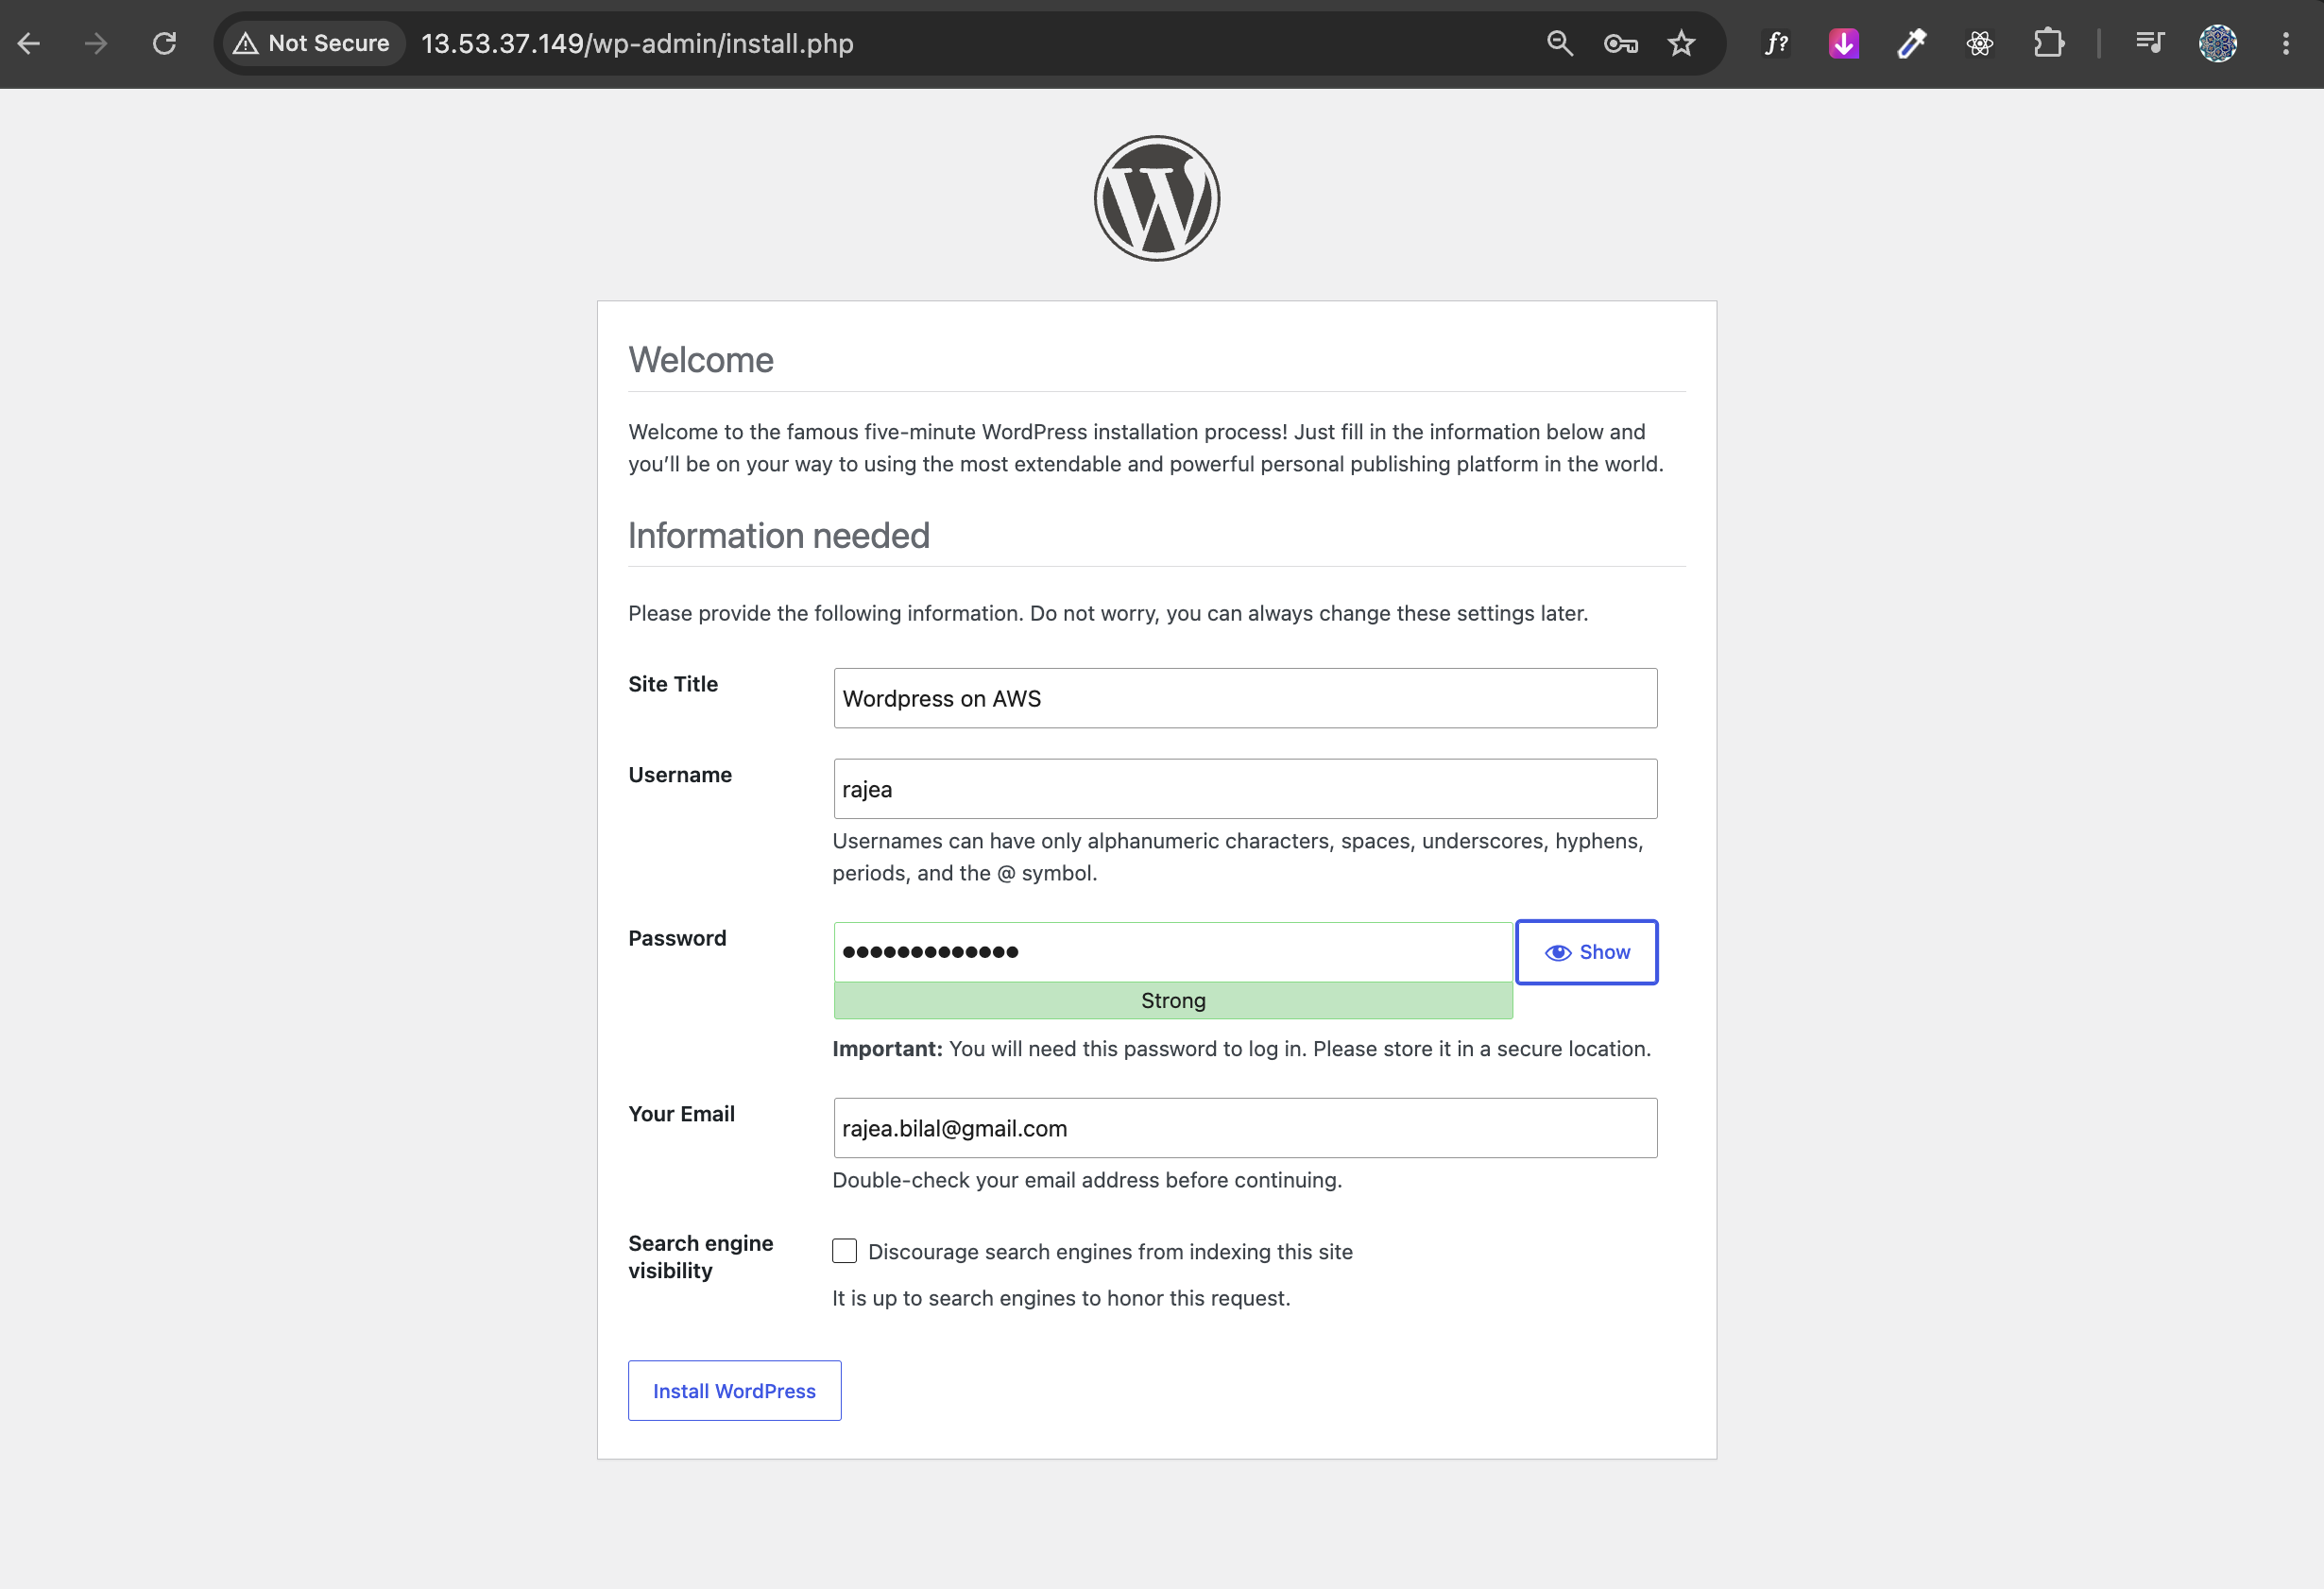 Not Secure 13.53.37.149/wp-admin/install.php
f?
W
Welcome
Welcome to the famous five-minute WordPress installation process! Just fill in the information below and
you’ll be on your way to using the most extendable and powerful personal publishing platform in the world.
Information needed
Please provide the following information. Do not worry, you can always change these settings later.
Site Title
Wordpress on AWS
Username
rajea
Usernames can have only alphanumeric characters, spaces, underscores, hyphens,
periods, and the @ symbol.
Password
●●●●●●●●●●●●●
Show
Strong
Important: You will need this password to log in. Please store it in a secure location.
Your Email
rajea.bilal@gmail.com
Double-check your email address before continuing.
Search engine
visibility
Discourage search engines from indexing this site
It is up to search engines to honor this request.
Install WordPress